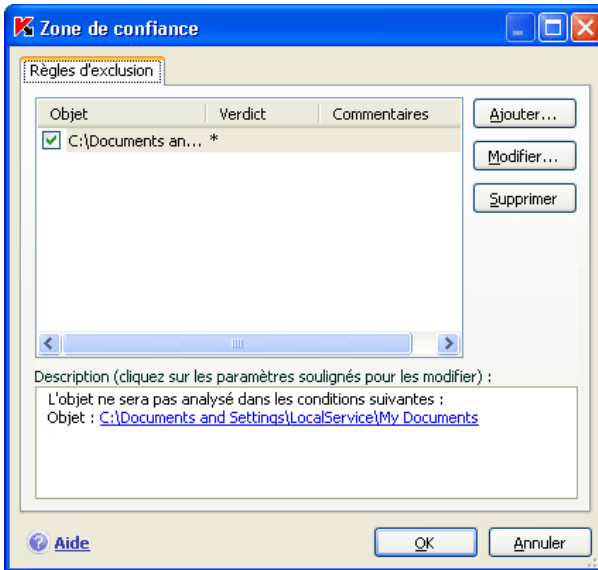 Zone de confiance
Règles d'exclusion
Objet Verdict Commentaires
C:\Documents an... *
Ajouter...
Modifier...
Supprimer
Description (cliquez sur les paramètres soulignés pour les modifier) :
L'objet ne sera pas analysé dans les conditions suivantes :
Objet : C:\Documents and Settings\LocalService\My Documents
Aide
OK
Annuler